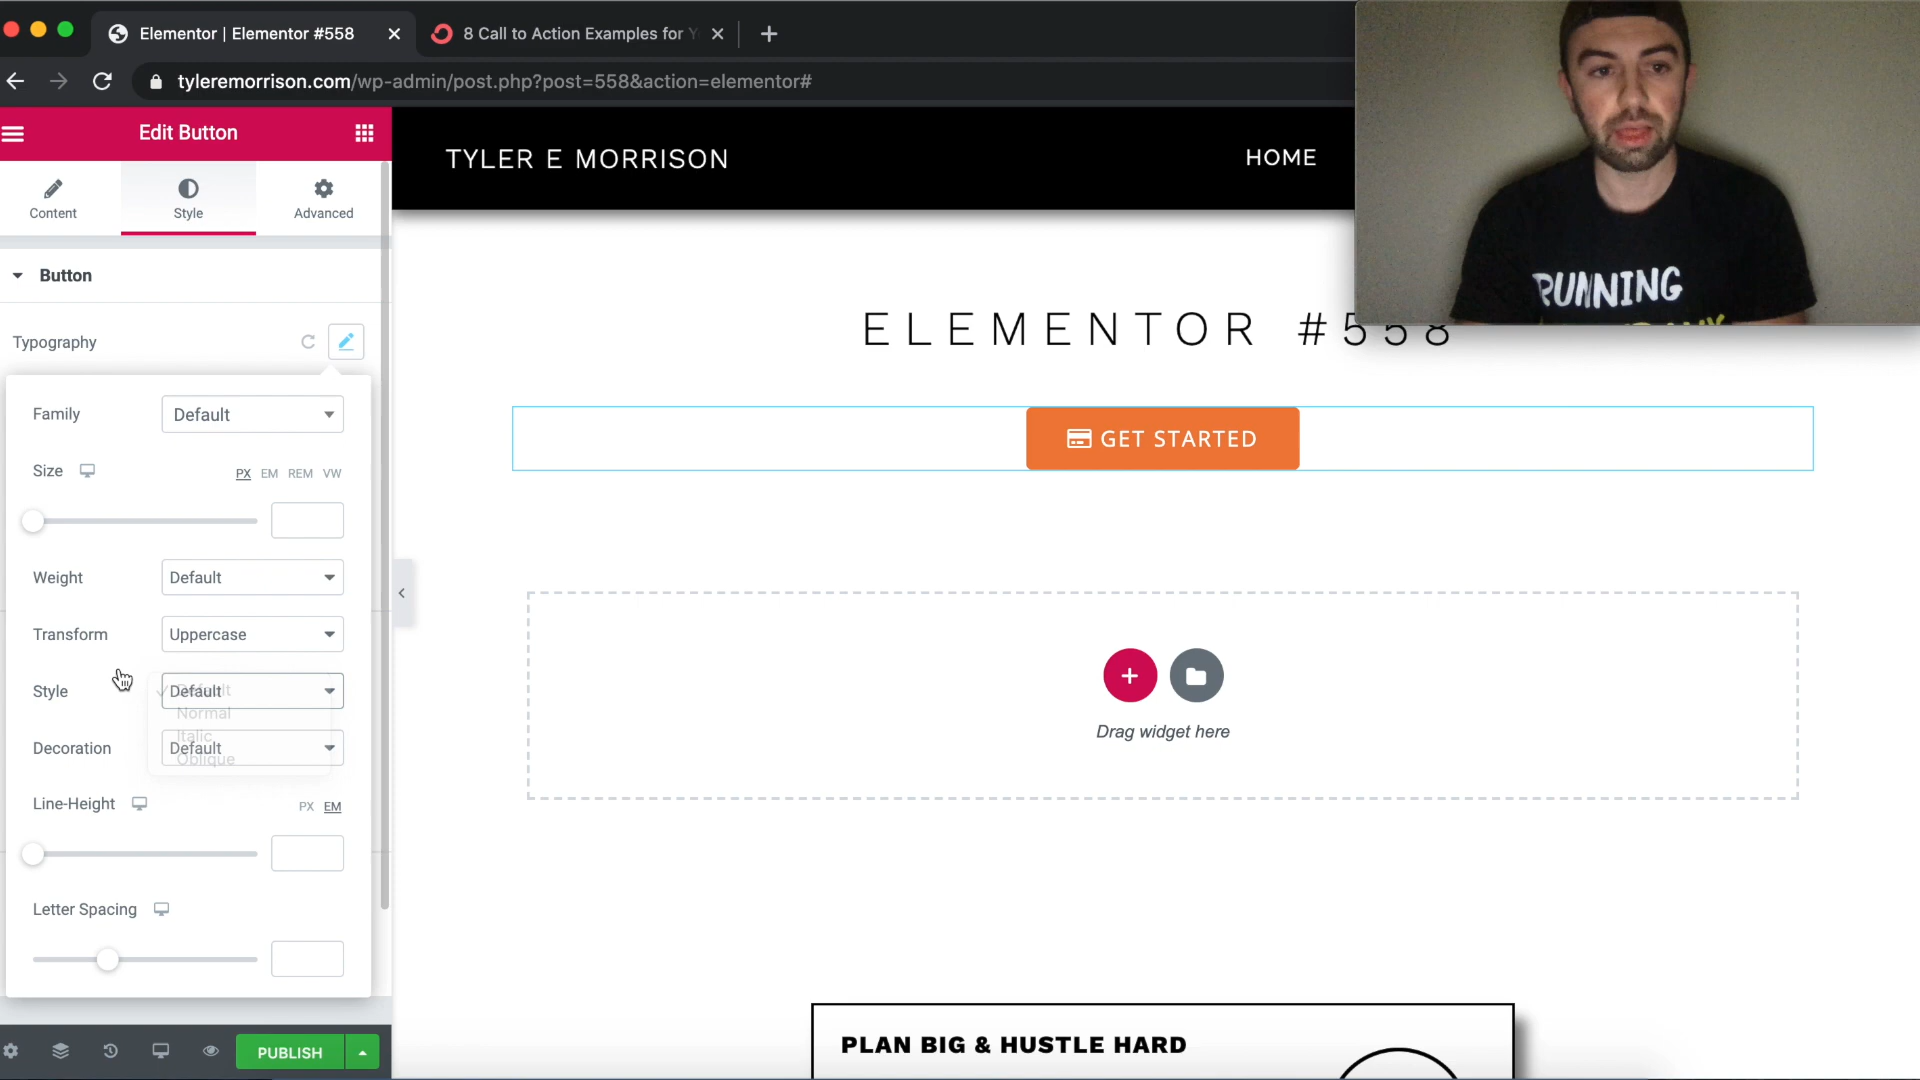 Elementor | Elementor #558
8 Call to Action Examples for Y
tyleremorrison.com/wp-admin/post.php?post=558&action=elementor#
Edit Button
Content
Style
Advanced
Button
Typography
Family
Default
Size
PX EM REM VW
Weight
Default
Transform
Uppercase
Style
Default
Default
Normal
Italic
Oblique
Decoration
Default
Line-Height
PX EM
Letter Spacing
PUBLISH
TYLER E MORRISON
HOME
ELEMENTOR #558
GET STARTED
Drag widget here
PLAN BIG & HUSTLE HARD
RUNNING